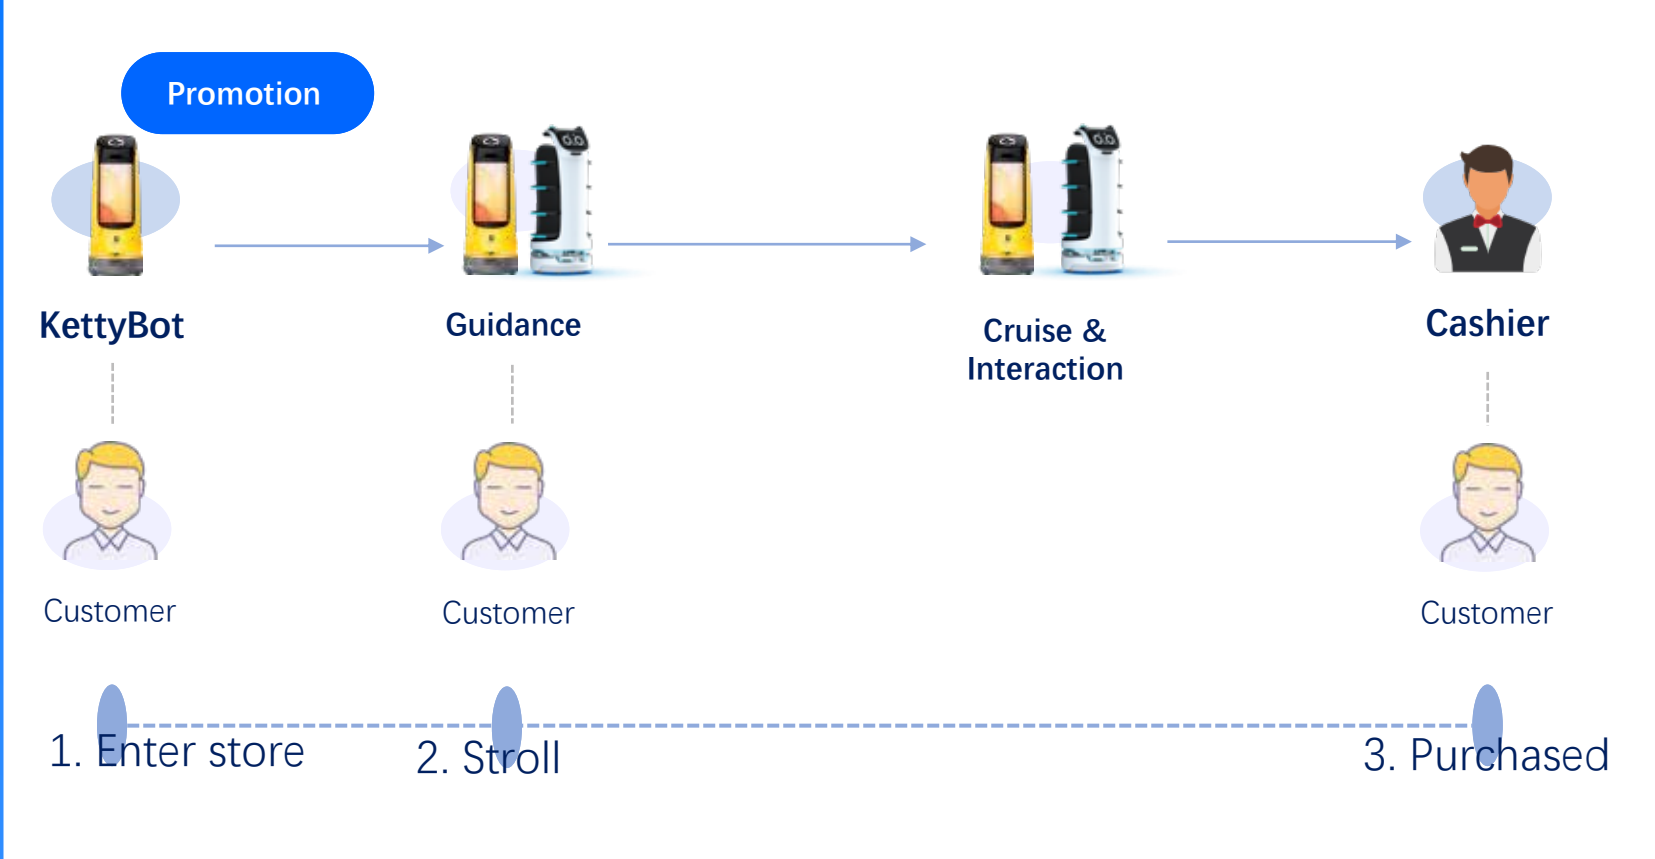 Promotion
KettyBot
Guidance
Cruise &
Interaction
Cashier
Customer
Customer
Customer
1. Enter store
2. Stroll
3. Purchased